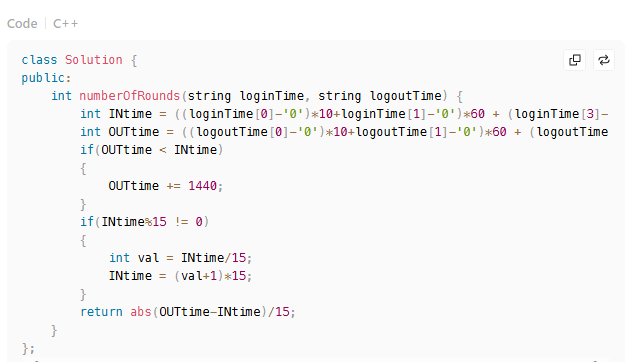 Code | C++
class Solution {
public:
    int numberOfRounds(string loginTime, string logoutTime) {
        int INtime = ((loginTime[0]-'0')*10+loginTime[1]-'0')*60 + (loginTime[3]-
        int OUTtime = ((logoutTime[0]-'0')*10+logoutTime[1]-'0')*60 + (logoutTime
        if(OUTtime < INtime)
        {
            OUTtime += 1440;
        }
        if(INtime%15 != 0)
        {
            int val = INtime/15;
            INtime = (val+1)*15;
        }
        return abs(OUTtime-INtime)/15;
    }
};